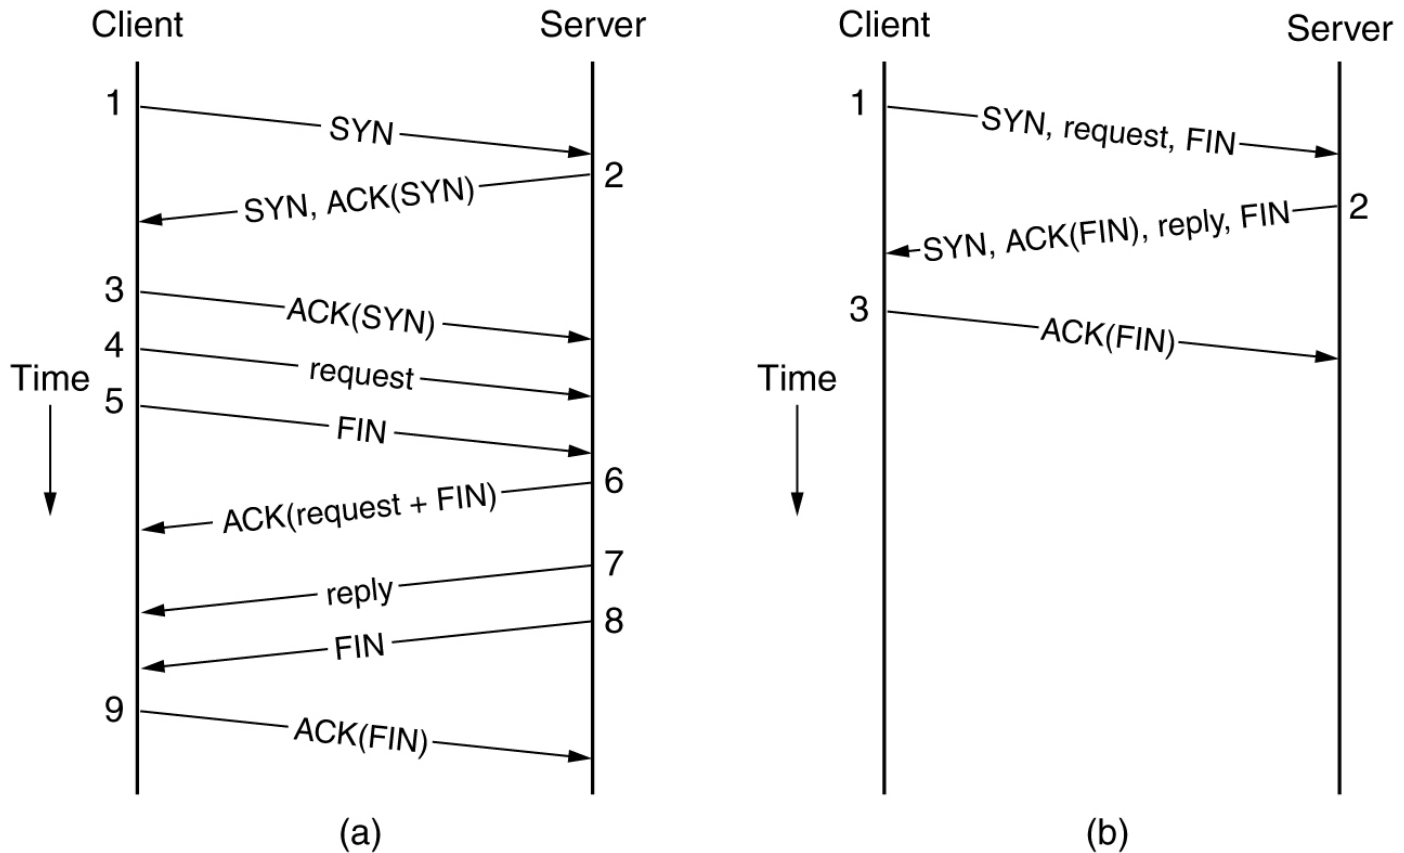 Client
Server
1
SYN
2
SYN, ACK(SYN)
3
ACK(SYN)
4
request
Time
5
FIN
6
ACK(request + FIN)
7
reply
8
FIN
9
ACK(FIN)
(a)
Client
Server
1
SYN, request, FIN
2
SYN, ACK(FIN), reply, FIN
3
ACK(FIN)
Time
(b)